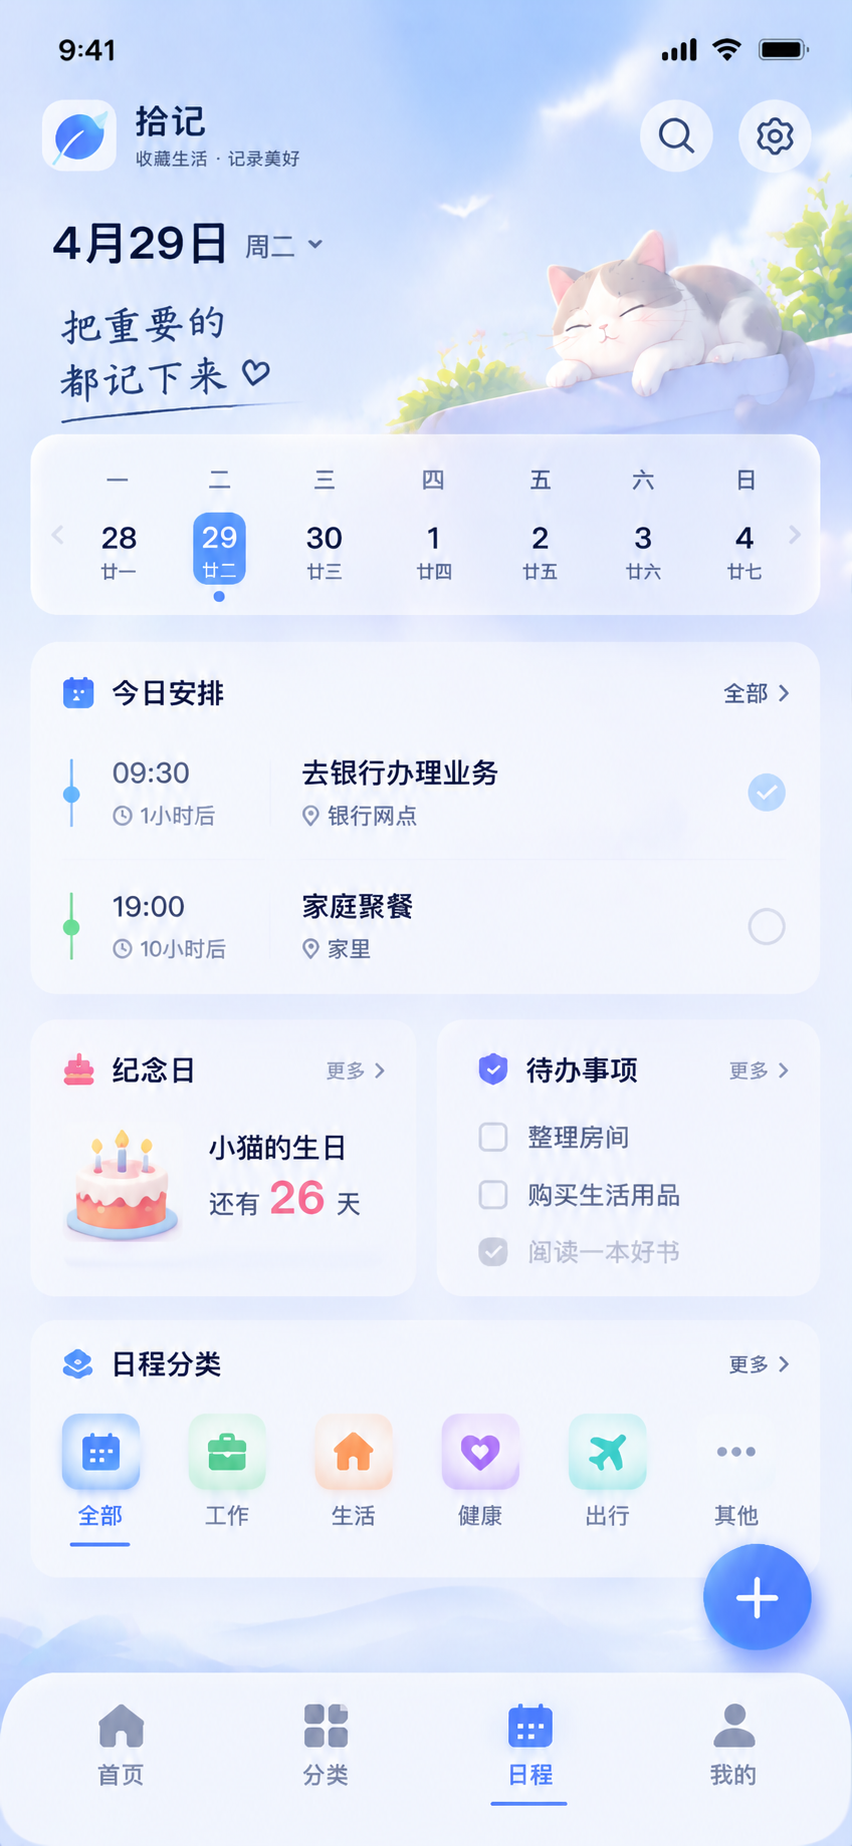 9:41
拾记
收藏生活 · 记录美好
4月29日 周二
把重要的
都记下来
一 二 三 四 五 六 日
28 29 30 1 2 3 4
廿一 廿二 廿三 廿四 廿五 廿六 廿七
今日安排 全部
09:30 去银行办理业务
1小时后 银行网点
19:00 家庭聚餐
10小时后 家里
纪念日 更多
小猫的生日
还有 26 天
待办事项 更多
整理房间
购买生活用品
阅读一本好书
日程分类 更多
全部 工作 生活 健康 出行 其他
首页 分类 日程 我的